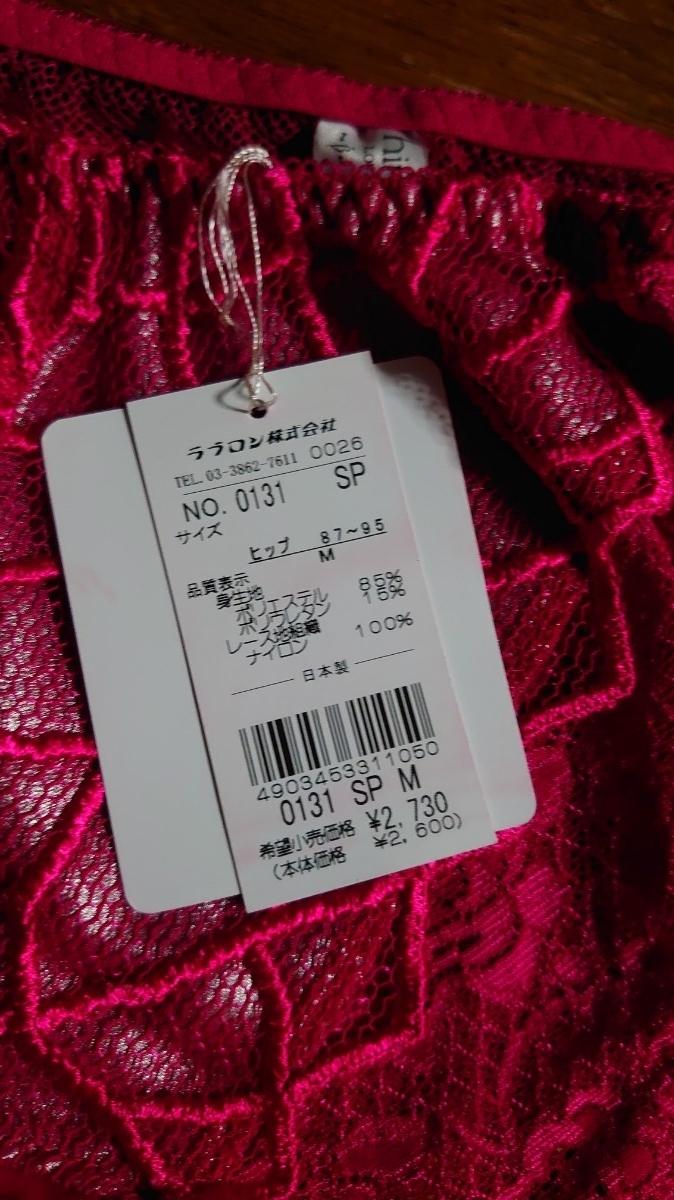 ララロン株式会社
TEL.03-3862-7611 0026
NO. 0131 SP
サイズ
ヒップ 87~95
M
品質表示
身生地
ポリエステル 85%
ポリウレタン 15%
レース地組織
ナイロン 100%
日本製
4903453311050
0131 SP M
希望小売価格 ¥2,730
(本体価格 ¥2,600)